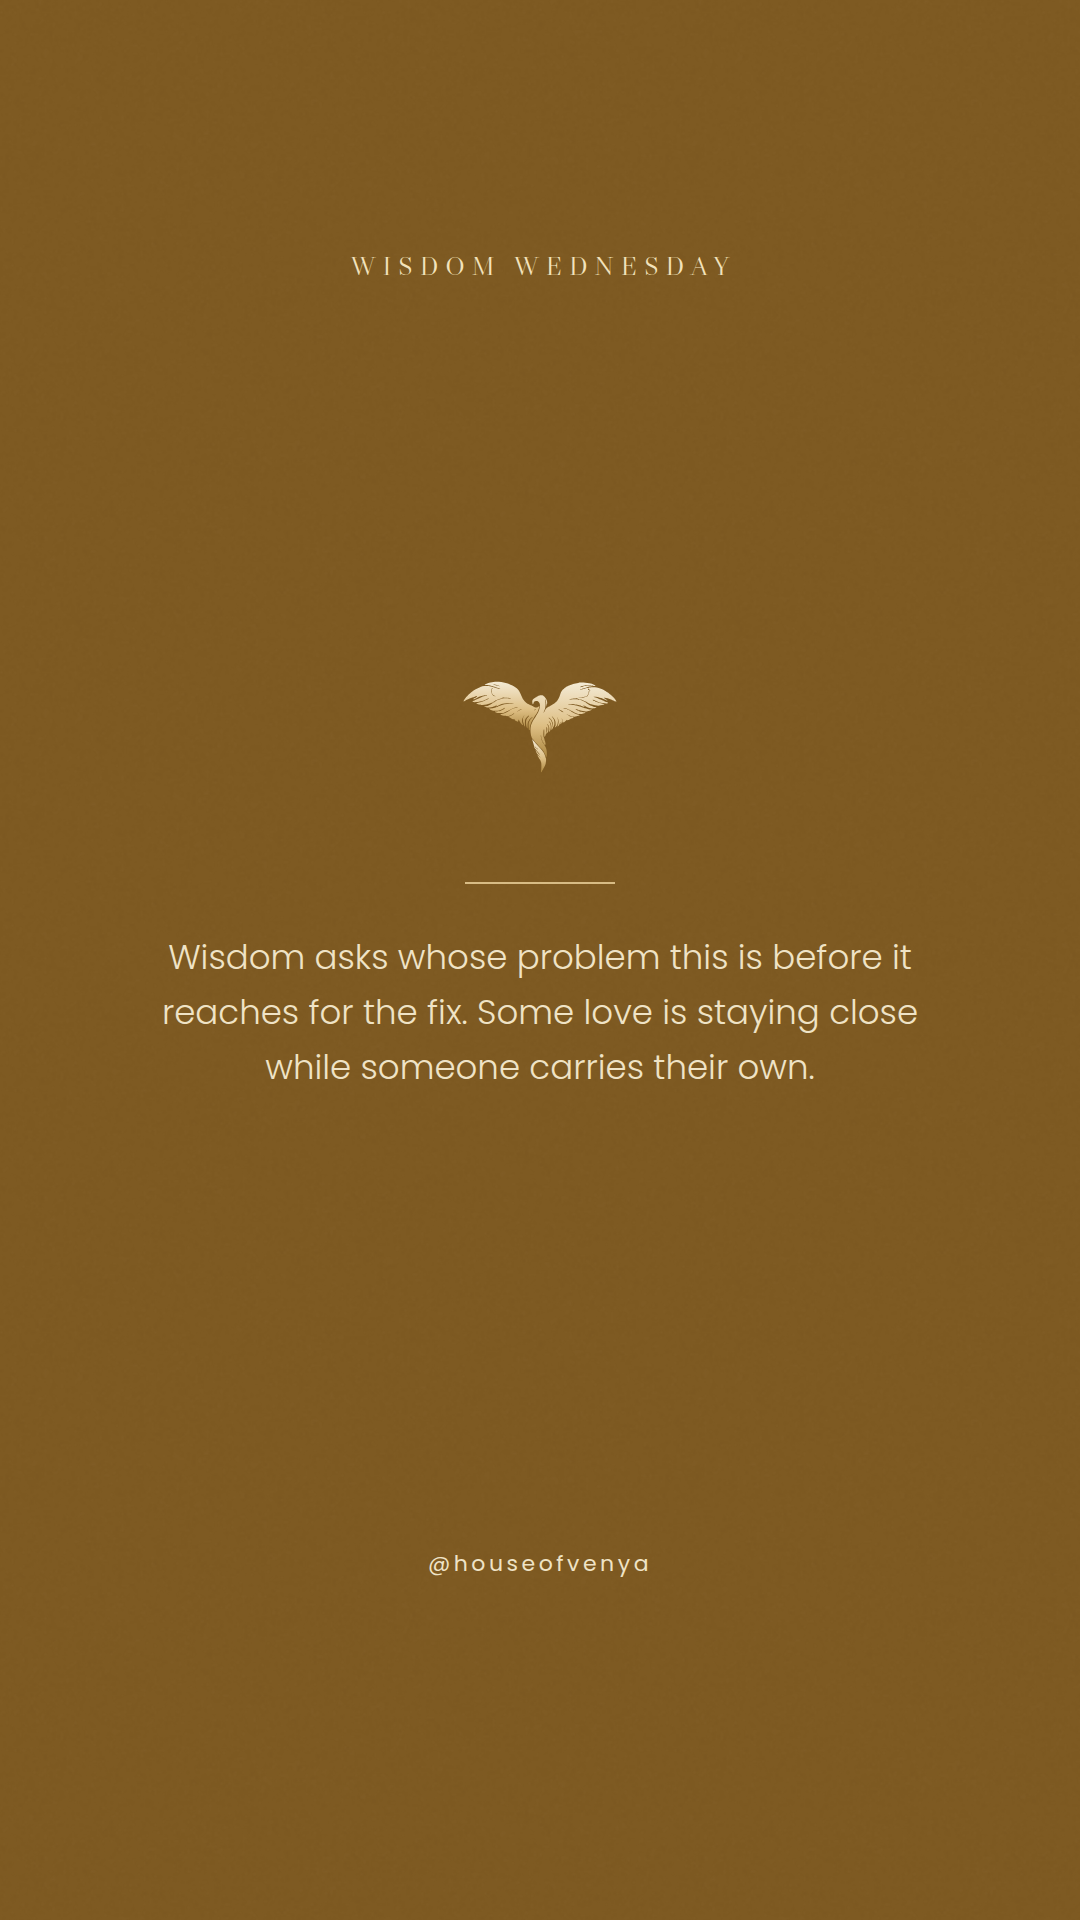 WISDOM WEDNESDAY
Wisdom asks whose problem this is before it
reaches for the fix. Some love is staying close
while someone carries their own.
@houseofvenya